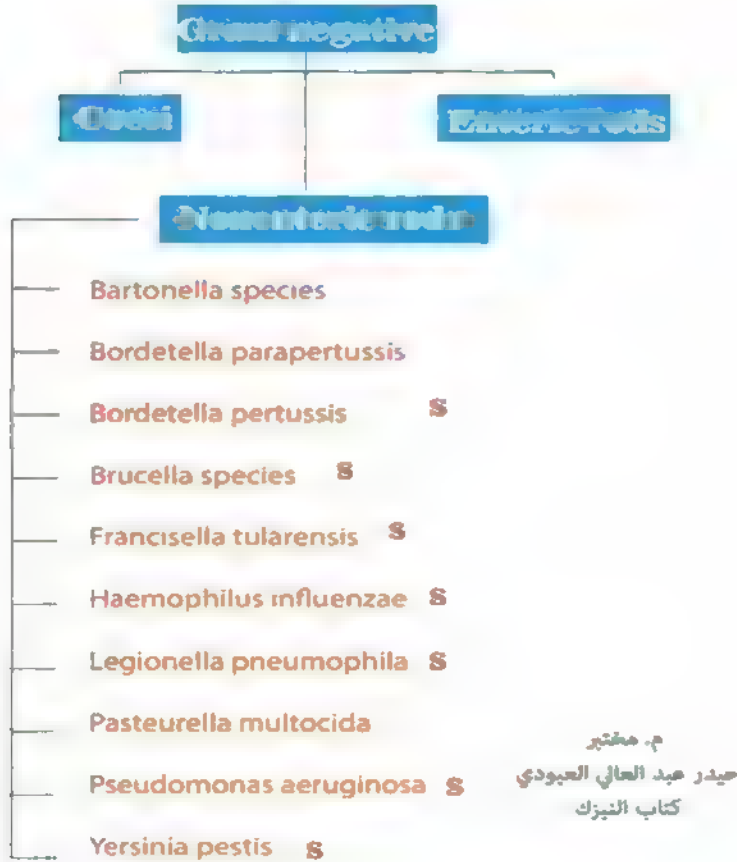 Gram negative
Cocci
Enteric rods
Nonenteric rods
Bartonella species
Bordetella parapertussis
Bordetella pertussis S
Brucella species S
Francisella tularensis S
Haemophilus influenzae S
Legionella pneumophila S
Pasteurella multocida
Pseudomonas aeruginosa S
Yersinia pestis S
م. مختبر
حيدر عبد العالي العبودي
كتاب النيزك